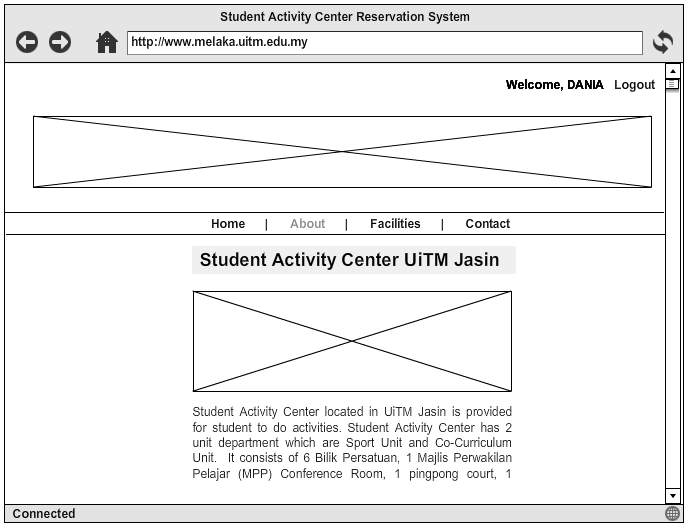 Student Activity Center Reservation System
http://www.melaka.uitm.edu.my
Welcome, DANIA Logout
Home | About | Facilities | Contact
Student Activity Center UiTM Jasin
Student Activity Center located in UiTM Jasin is provided
for student to do activities. Student Activity Center has 2
unit department which are Sport Unit and Co-Curriculum
Unit. It consists of 6 Bilik Persatuan, 1 Majlis Perwakilan
Pelajar (MPP) Conference Room, 1 pingpong court, 1
Connected